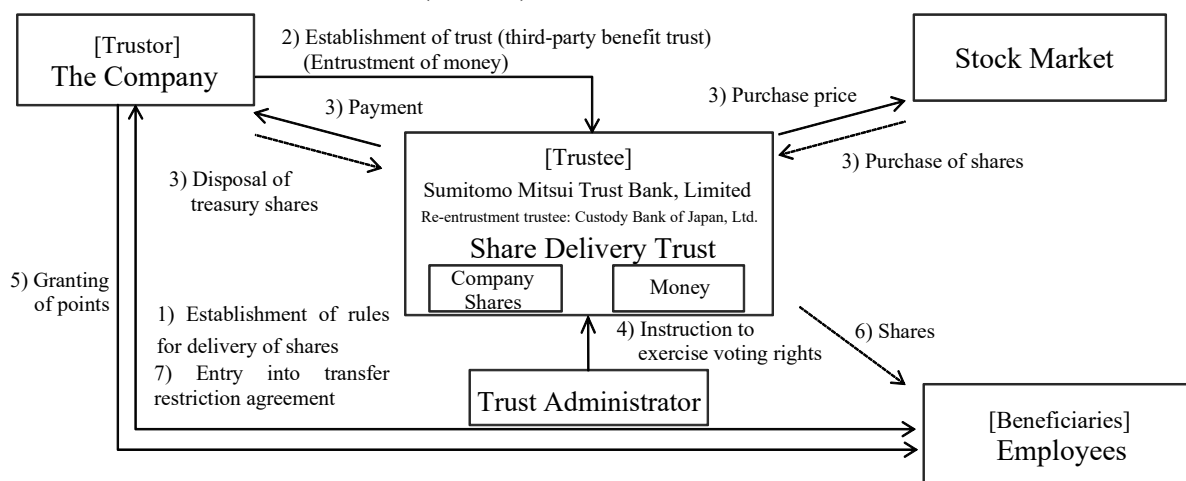 [Trustor]
The Company
2) Establishment of trust (third-party benefit trust)
(Entrustment of money)
Stock Market
3) Payment
3) Purchase price
3) Disposal of
treasury shares
[Trustee]
Sumitomo Mitsui Trust Bank, Limited
Re-entrustment trustee: Custody Bank of Japan, Ltd.
Share Delivery Trust
3) Purchase of shares
Company
Shares
Money
5) Granting
of points
1) Establishment of rules
for delivery of shares
7) Entry into transfer
restriction agreement
4) Instruction to
exercise voting rights
6) Shares
Trust Administrator
[Beneficiaries]
Employees